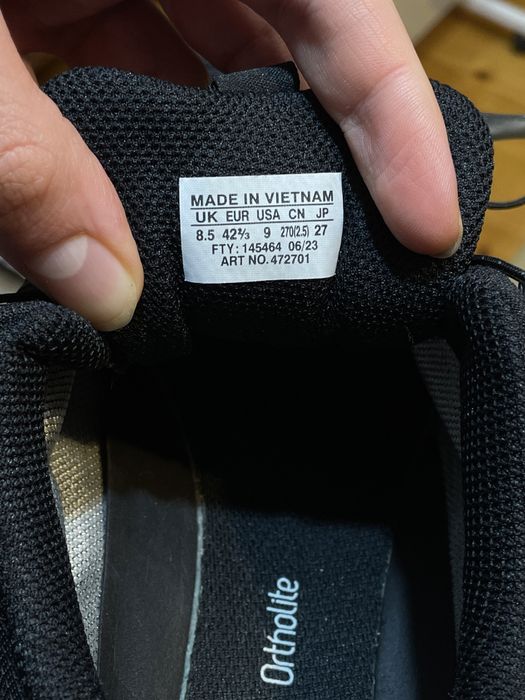 MADE IN VIETNAM
UK EUR USA CN JP
8.5 42⅔ 9 270(2.5) 27
FTY: 145464 06/23
ART NO. 472701
Ortholite